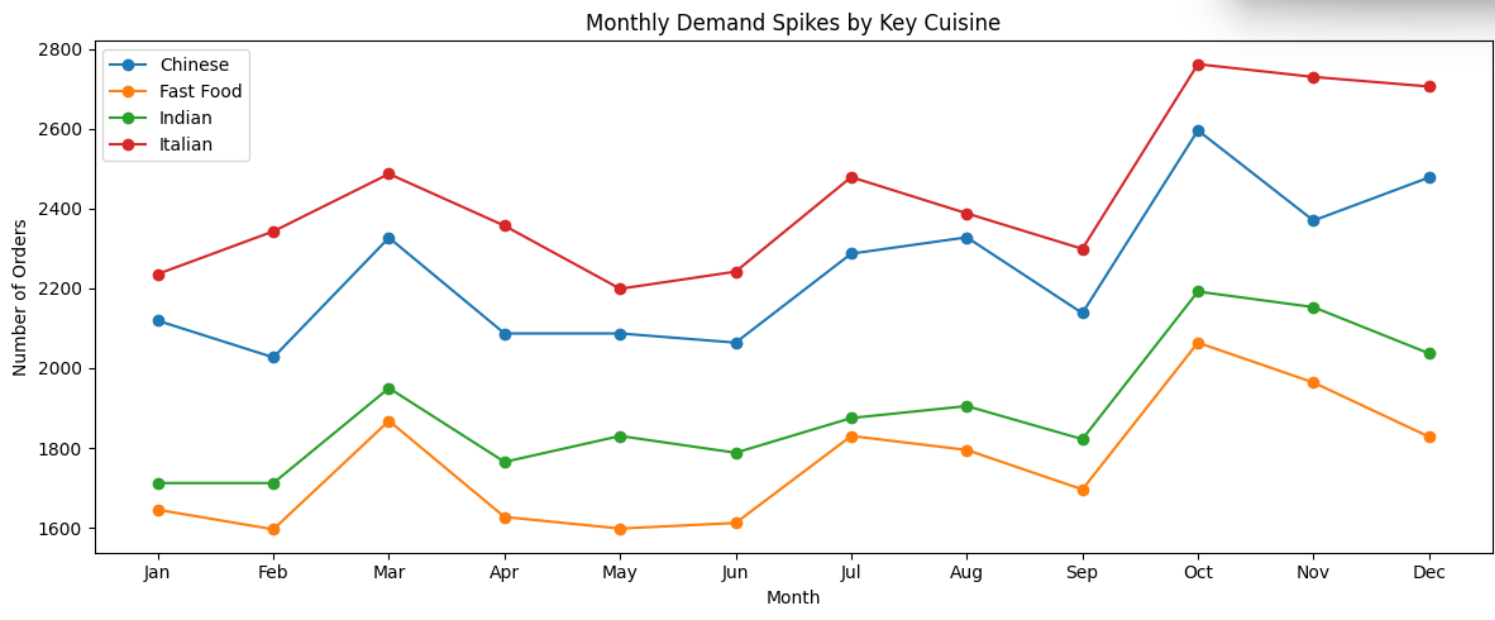 Monthly Demand Spikes by Key Cuisine
Chinese
Fast Food
Indian
Italian
Number of Orders
2800
2600
2400
2200
2000
1800
1600
Jan Feb Mar Apr May Jun Jul Aug Sep Oct Nov Dec
Month